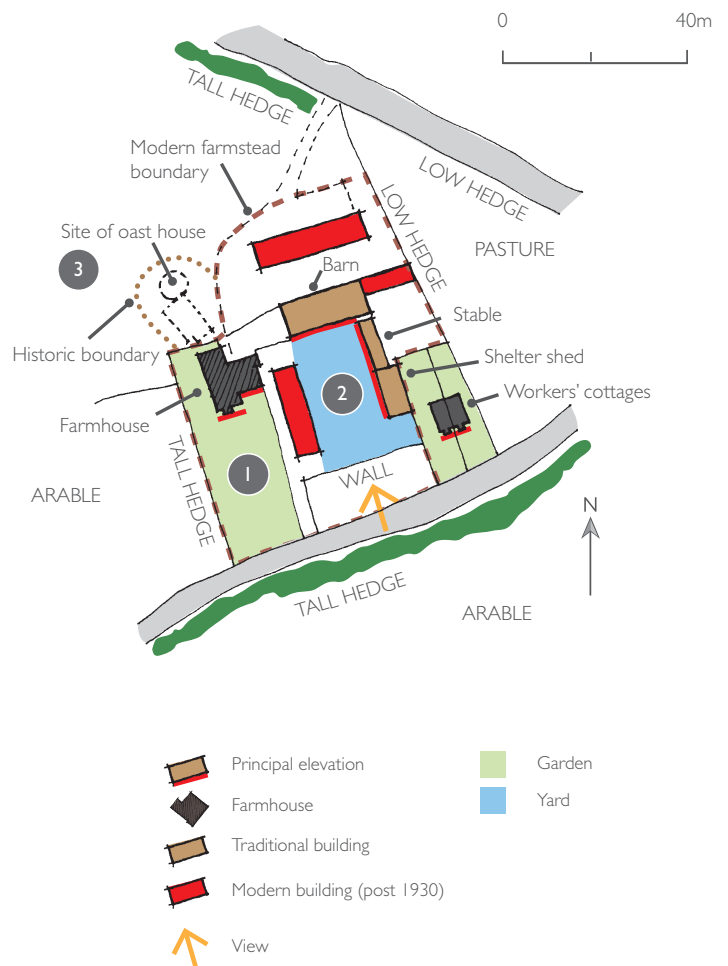 0 40m
TALL HEDGE
LOW HEDGE
Modern farmstead
boundary
LOW HEDGE
PASTURE
Site of oast house
3
Barn
Stable
Historic boundary
Shelter shed
Workers' cottages
Farmhouse
2
TALL HEDGE
1
WALL
ARABLE
N
TALL HEDGE
ARABLE
Principal elevation
Farmhouse
Traditional building
Modern building (post 1930)
View
Garden
Yard